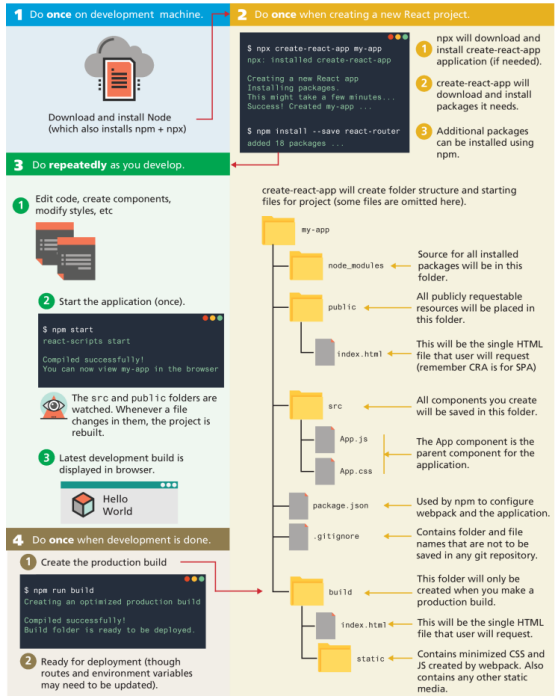 1 Do once on development machine.
Download and install Node
(which also installs npm + npx)
2 Do once when creating a new React project.
$ npx create-react-app my-app
npx: installed create-react-app
Creating a new React app
Installing packages.
This might take a few minutes...
Success! Created my-app ...
$ npm install --save react-router
added 18 packages ...
1 npx will download and
install create-react-app
application (if needed).
2 create-react-app will
download and install
packages it needs.
3 Additional packages
can be installed using
npm.
3 Do repeatedly as you develop.
1 Edit code, create components,
modify styles, etc
2 Start the application (once).
$ npm start
react-scripts start
Compiled successfully!
You can now view my-app in the browser
The src and public folders are
watched. Whenever a file
changes in them, the project is
rebuilt.
3 Latest development build is
displayed in browser.
Hello
World
4 Do once when development is done.
1 Create the production build
$ npm run build
Creating an optimized production build
Compiled successfully!
Build folder is ready to be deployed.
2 Ready for deployment (though
routes and environment variables
may need to be updated).
create-react-app will create folder structure and starting
files for project (some files are omitted here).
my-app
node_modules
Source for all installed
packages will be in this
folder.
public
All publicly requestable
resources will be placed in
this folder.
index.html
This will be the single HTML
file that user will request
(remember CRA is for SPA)
src
All components you create
will be saved in this folder.
App.js
App.css
The App component is the
parent component for the
application.
package.json
Used by npm to configure
webpack and the application.
.gitignore
Contains folder and file
names that are not to be
saved in any git repository.
build
This folder will only be
created when you make a
production build.
index.html
This will be the single HTML
file that user will request.
static
Contains minimized CSS and
JS created by webpack. Also
contains any other static
media.